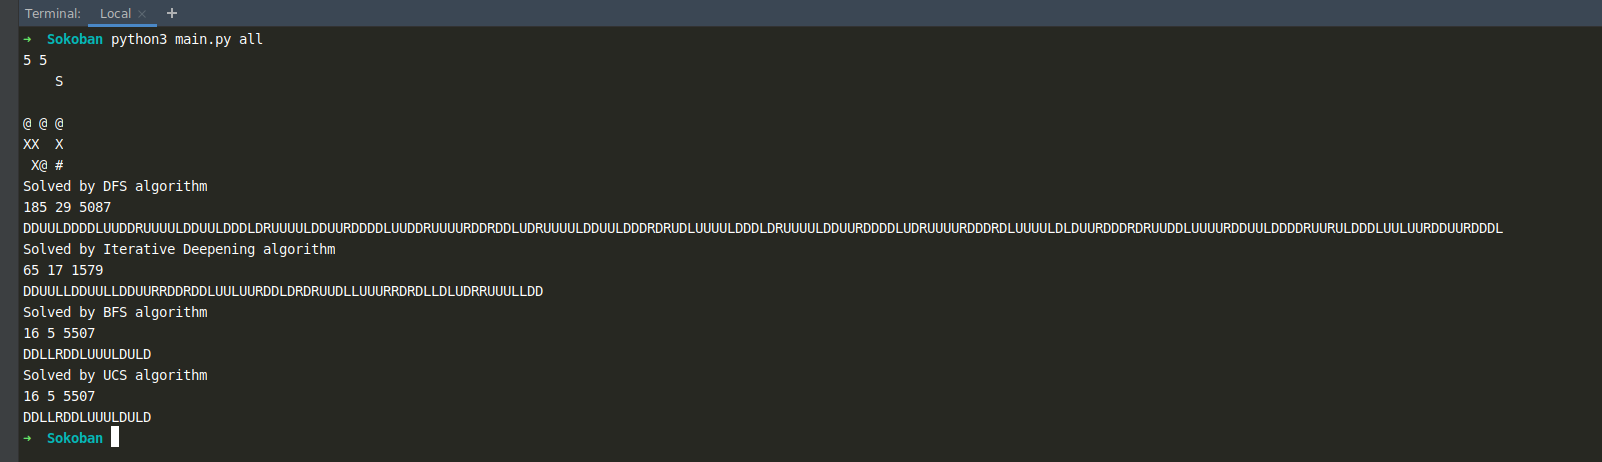 Terminal: Local × +
➜  Sokoban python3 main.py all
5 5
    S
@ @ @
XX  X
 X@ #
Solved by DFS algorithm
185 29 5087
DDUULDDDDLUUDDRUUUULDDUULDDDLDRUUUULDDUURDDDDLUUDDRUUUURDDRDDLUDRUUUULDDUULDDDRDRUDLUUUULDDDLDRUUUULDDUURDDDDLUDRUUUURDDDRDLUUUULDLDUURDDDRDRUUDDLUUUURDDUULDDDDRUURULDDDLUULUURDDUURDDDL
Solved by Iterative Deepening algorithm
65 17 1579
DDUULLDDUULLDDUURRDDRDDLUULUURDDLDRDRUUDLLUUURRDRDLLDLUDRRUUULLDD
Solved by BFS algorithm
16 5 5507
DDLLRDDLUUULDULD
Solved by UCS algorithm
16 5 5507
DDLLRDDLUUULDULD
➜  Sokoban